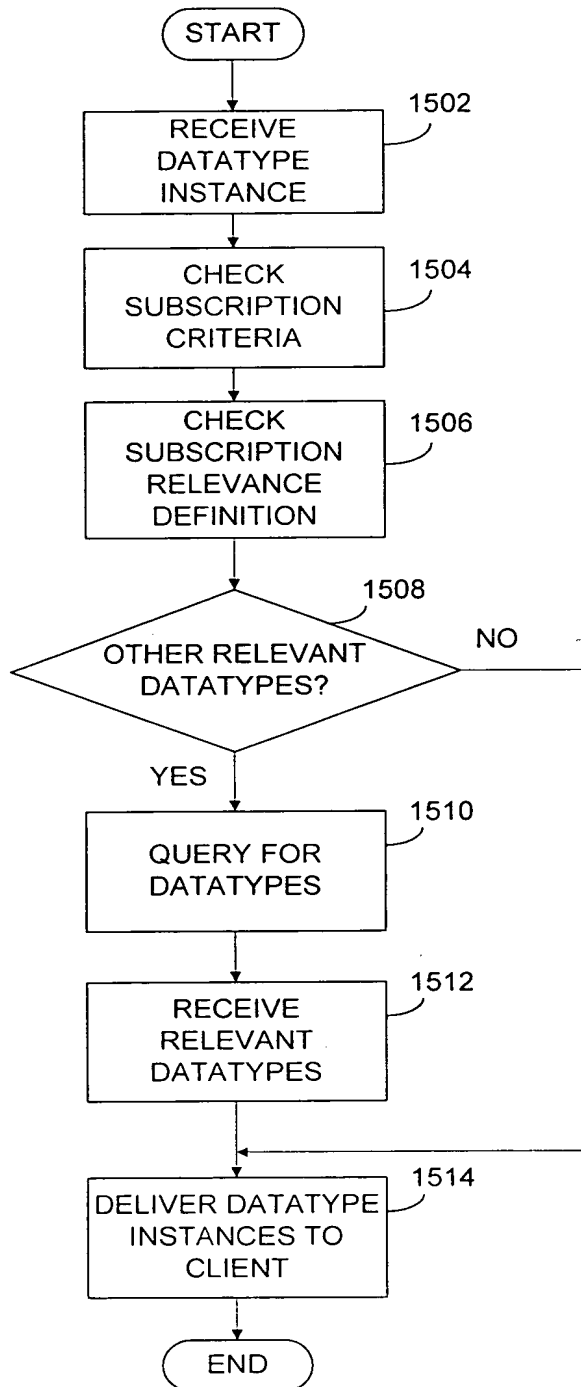 START
1502
RECEIVE
DATATYPE
INSTANCE
1504
CHECK
SUBSCRIPTION
CRITERIA
1506
CHECK
SUBSCRIPTION
RELEVANCE
DEFINITION
1508
OTHER RELEVANT
DATATYPES?
NO
YES
1510
QUERY FOR
DATATYPES
1512
RECEIVE
RELEVANT
DATATYPES
1514
DELIVER DATATYPE
INSTANCES TO
CLIENT
END